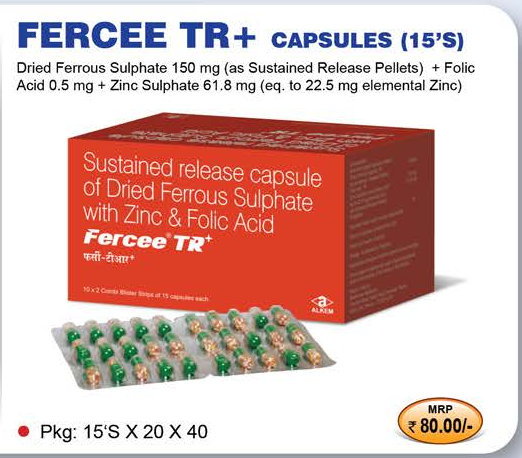 FERCEE TR+ CAPSULES (15'S)
Dried Ferrous Sulphate 150 mg (as Sustained Release Pellets) + Folic
Acid 0.5 mg + Zinc Sulphate 61.8 mg (eq. to 22.5 mg elemental Zinc)
Sustained release capsule
of Dried Ferrous Sulphate
with Zinc & Folic Acid
Fercee® TR+
फर्सी-टीआर+
10 x 2 Combi Blister Strips of 15 capsules each
a
ALKEM
MRP
₹ 80.00/-
Pkg: 15'S X 20 X 40